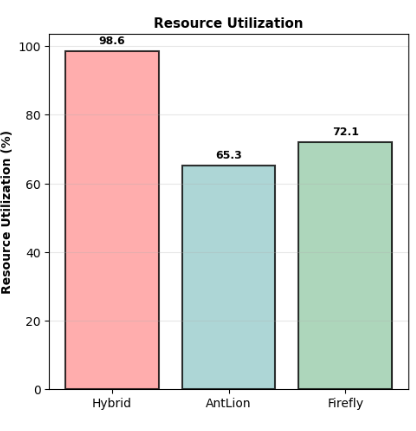 Resource Utilization
Resource Utilization (%)
100
80
60
40
20
0
98.6
65.3
72.1
Hybrid
AntLion
Firefly